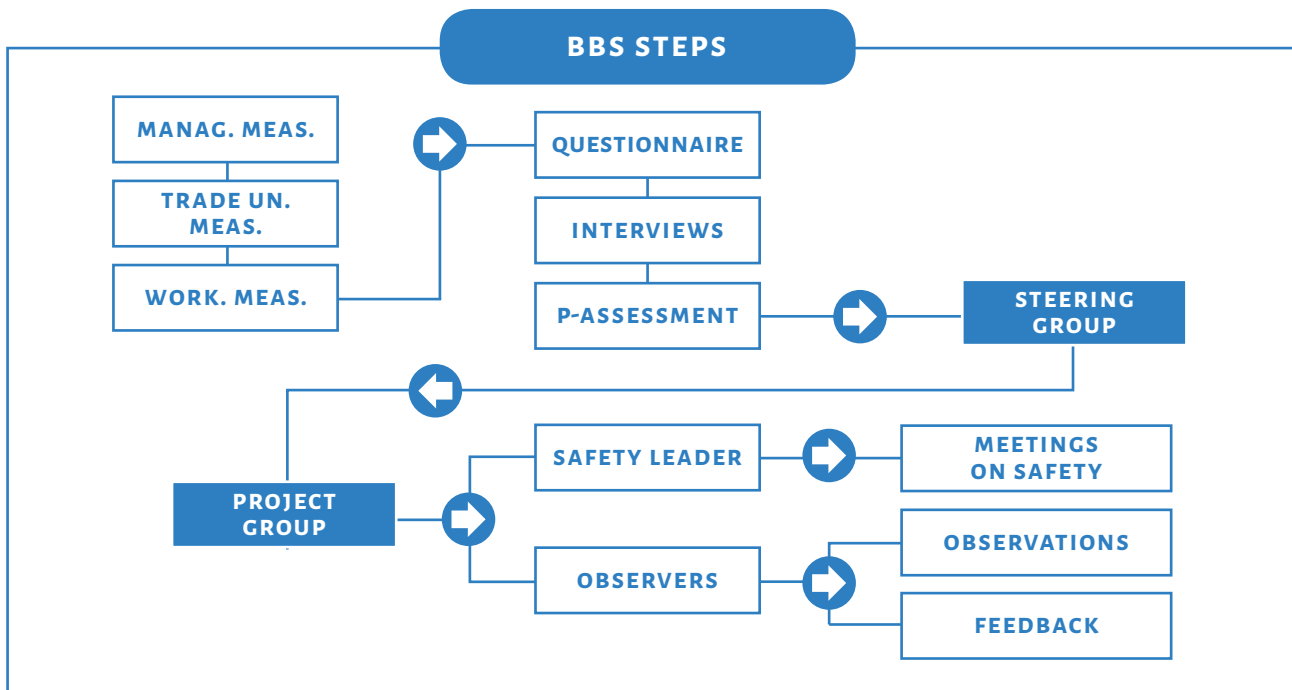 BBS STEPS
MANAG. MEAS.
TRADE UN.
MEAS.
WORK. MEAS.
QUESTIONNAIRE
INTERVIEWS
P-ASSESSMENT
STEERING
GROUP
PROJECT
GROUP
SAFETY LEADER
MEETINGS
ON SAFETY
OBSERVERS
OBSERVATIONS
FEEDBACK